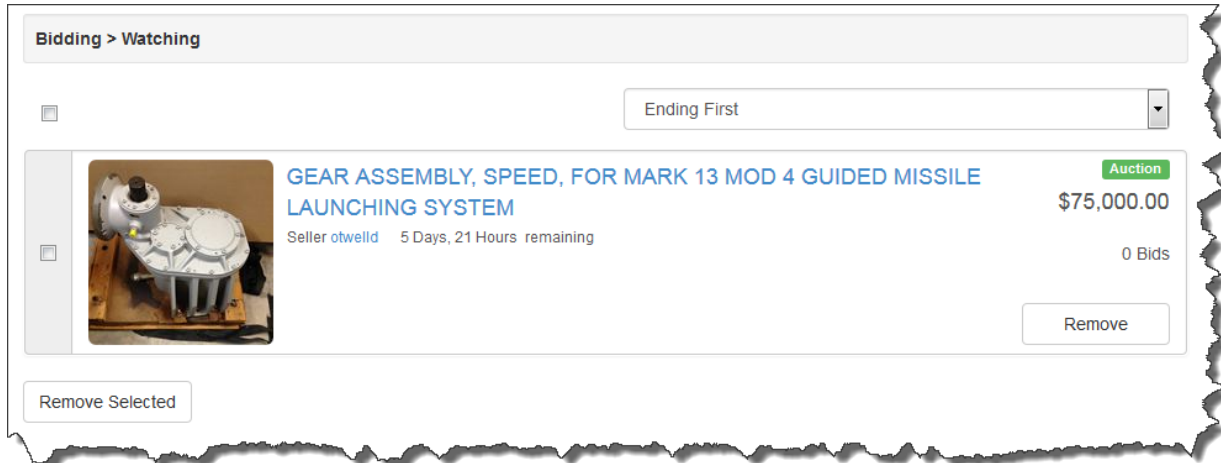 Bidding > Watching
Ending First
GEAR ASSEMBLY, SPEED, FOR MARK 13 MOD 4 GUIDED MISSILE
LAUNCHING SYSTEM
Seller otwelld 5 Days, 21 Hours remaining
Auction
$75,000.00
0 Bids
Remove
Remove Selected